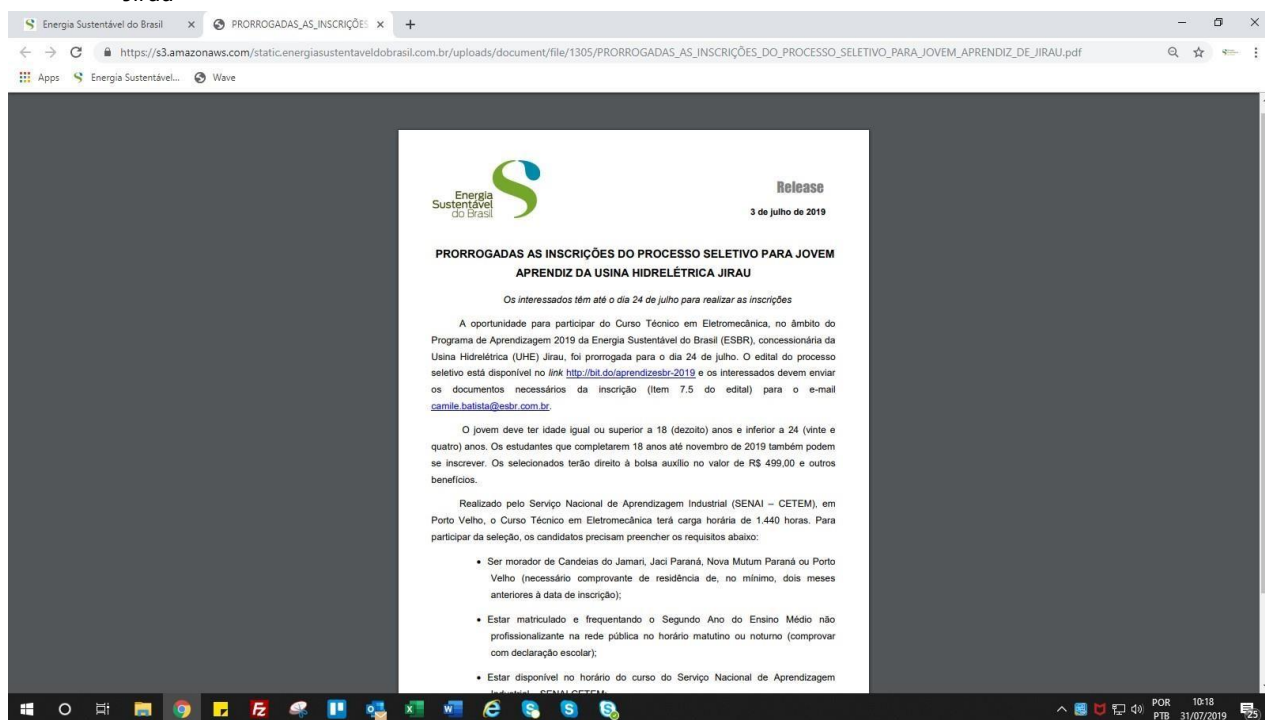 Energia Sustentável do Brasil
PRORROGADAS_AS_INSCRIÇÕES
https://s3.amazonaws.com/static.energiasustentaveldobrasil.com.br/uploads/document/file/1305/PRORROGADAS_AS_INSCRIÇÕES_DO_PROCESSO_SELETIVO_PARA_JOVEM_APRENDIZ_DE_JIRAU.pdf
Apps Energia Sustentável... Wave
Energia
Sustentável
do Brasil
Release
3 de julho de 2019
PRORROGADAS AS INSCRIÇÕES DO PROCESSO SELETIVO PARA JOVEM
APRENDIZ DA USINA HIDRELÉTRICA JIRAU
Os interessados têm até o dia 24 de julho para realizar as inscrições
A oportunidade para participar do Curso Técnico em Eletromecânica, no âmbito do
Programa de Aprendizagem 2019 da Energia Sustentável do Brasil (ESBR), concessionária da
Usina Hidrelétrica (UHE) Jirau, foi prorrogada para o dia 24 de julho. O edital do processo
seletivo está disponível no link http://bit.do/aprendizesbr-2019 e os interessados devem enviar
os documentos necessários da inscrição (Item 7.5 do edital) para o e-mail
camile.batista@esbr.com.br.
O jovem deve ter idade igual ou superior a 18 (dezoito) anos e inferior a 24 (vinte e
quatro) anos. Os estudantes que completarem 18 anos até novembro de 2019 também podem
se inscrever. Os selecionados terão direito à bolsa auxílio no valor de R$ 499,00 e outros
benefícios.
Realizado pelo Serviço Nacional de Aprendizagem Industrial (SENAI – CETEM), em
Porto Velho, o Curso Técnico em Eletromecânica terá carga horária de 1.440 horas. Para
participar da seleção, os candidatos precisam preencher os requisitos abaixo:
• Ser morador de Candeias do Jamari, Jaci Paraná, Nova Mutum Paraná ou Porto
Velho (necessário comprovante de residência de, no mínimo, dois meses
anteriores à data de inscrição);
• Estar matriculado e frequentando o Segundo Ano do Ensino Médio não
profissionalizante na rede pública no horário matutino ou noturno (comprovar
com declaração escolar);
• Estar disponível no horário do curso do Serviço Nacional de Aprendizagem
POR 10:18
PTB 31/07/2019
25